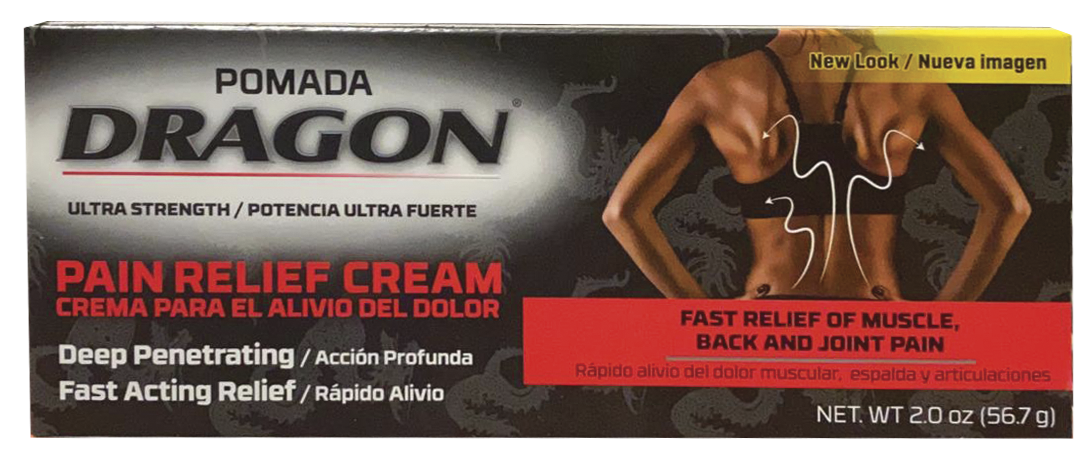 POMADA
DRAGON®
ULTRA STRENGTH / POTENCIA ULTRA FUERTE
PAIN RELIEF CREAM
CREMA PARA EL ALIVIO DEL DOLOR
Deep Penetrating / Acción Profunda
Fast Acting Relief / Rápido Alivio
New Look / Nueva imagen
FAST RELIEF OF MUSCLE,
BACK AND JOINT PAIN
Rápido alivio del dolor muscular, espalda y articulaciones
NET. WT 2.0 oz (56.7 g)